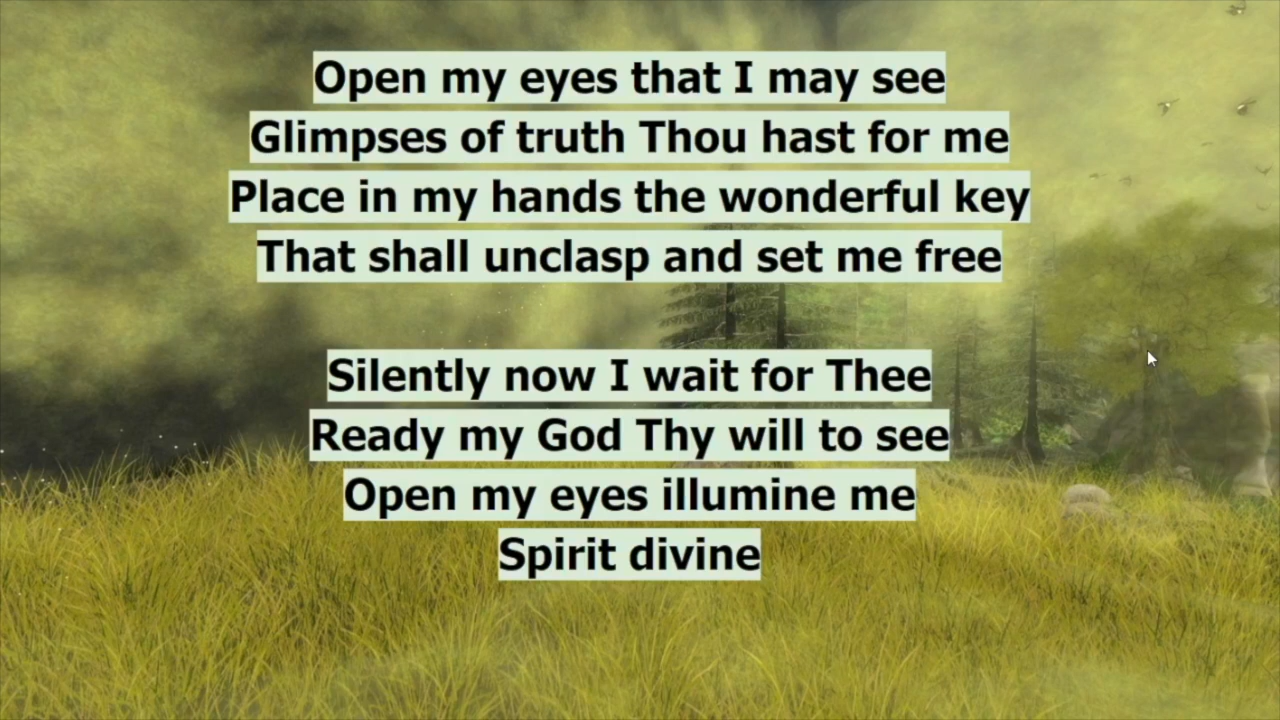 Open my eyes that I may see
Glimpses of truth Thou hast for me
Place in my hands the wonderful key
That shall unclasp and set me free
Silently now I wait for Thee
Ready my God Thy will to see
Open my eyes illumine me
Spirit divine